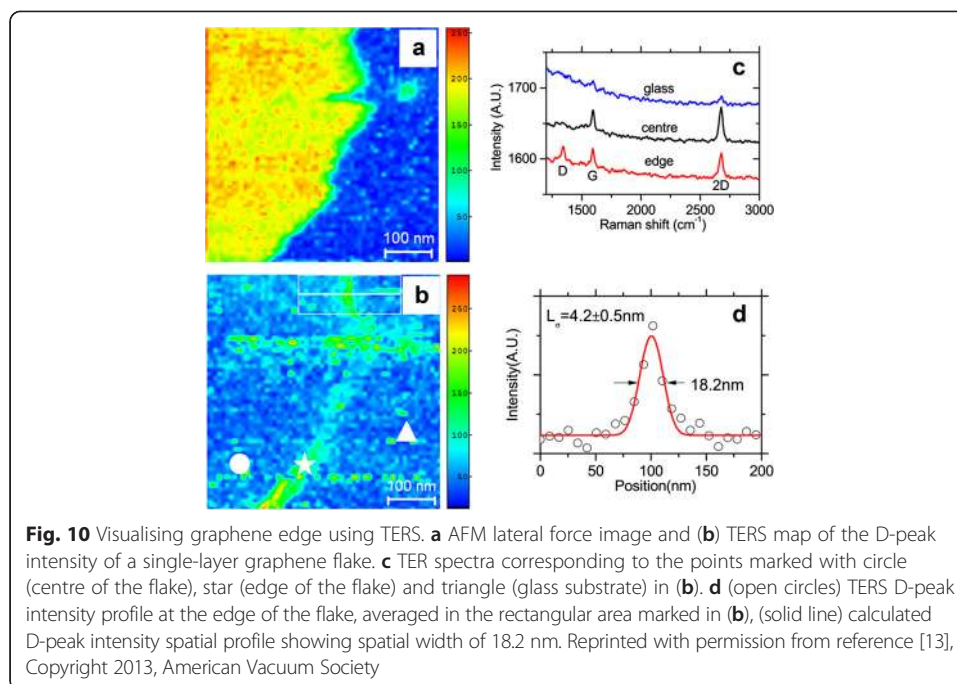 a
250
200
150
100
50
100 nm
b
250
200
150
100
50
100 nm
c
Intensity (A.U.)
1700
1600
glass
centre
edge
D
G
2D
1500
2000
2500
3000
Raman shift (cm⁻¹)
d
Lσ=4.2±0.5nm
18.2nm
Intensity(A.U.)
0
50
100
150
200
Position(nm)
Fig. 10 Visualising graphene edge using TERS. a AFM lateral force image and (b) TERS map of the D-peak
intensity of a single-layer graphene flake. c TER spectra corresponding to the points marked with circle
(centre of the flake), star (edge of the flake) and triangle (glass substrate) in (b). d (open circles) TERS D-peak
intensity profile at the edge of the flake, averaged in the rectangular area marked in (b), (solid line) calculated
D-peak intensity spatial profile showing spatial width of 18.2 nm. Reprinted with permission from reference [13],
Copyright 2013, American Vacuum Society